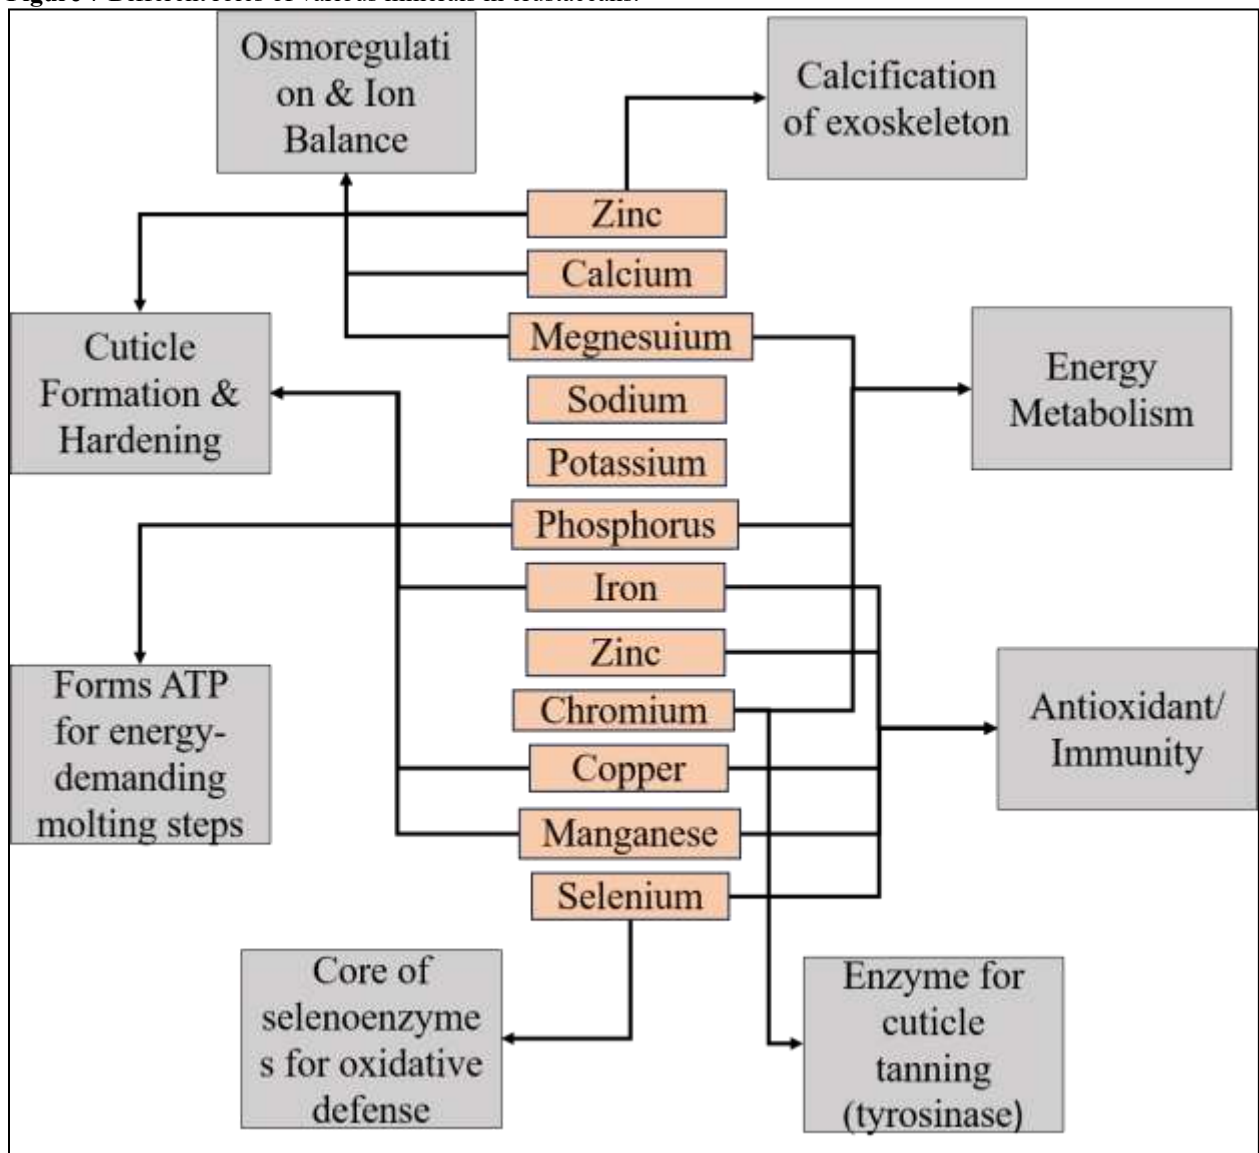 Osmoregulati
on & Ion
Balance
Calcification
of exoskeleton
Zinc
Calcium
Megnesuium
Sodium
Potassium
Phosphorus
Iron
Zinc
Chromium
Copper
Manganese
Selenium
Cuticle
Formation &
Hardening
Energy
Metabolism
Forms ATP
for energy-
demanding
molting steps
Antioxidant/
Immunity
Core of
selenoenzyme
s for oxidative
defense
Enzyme for
cuticle
tanning
(tyrosinase)